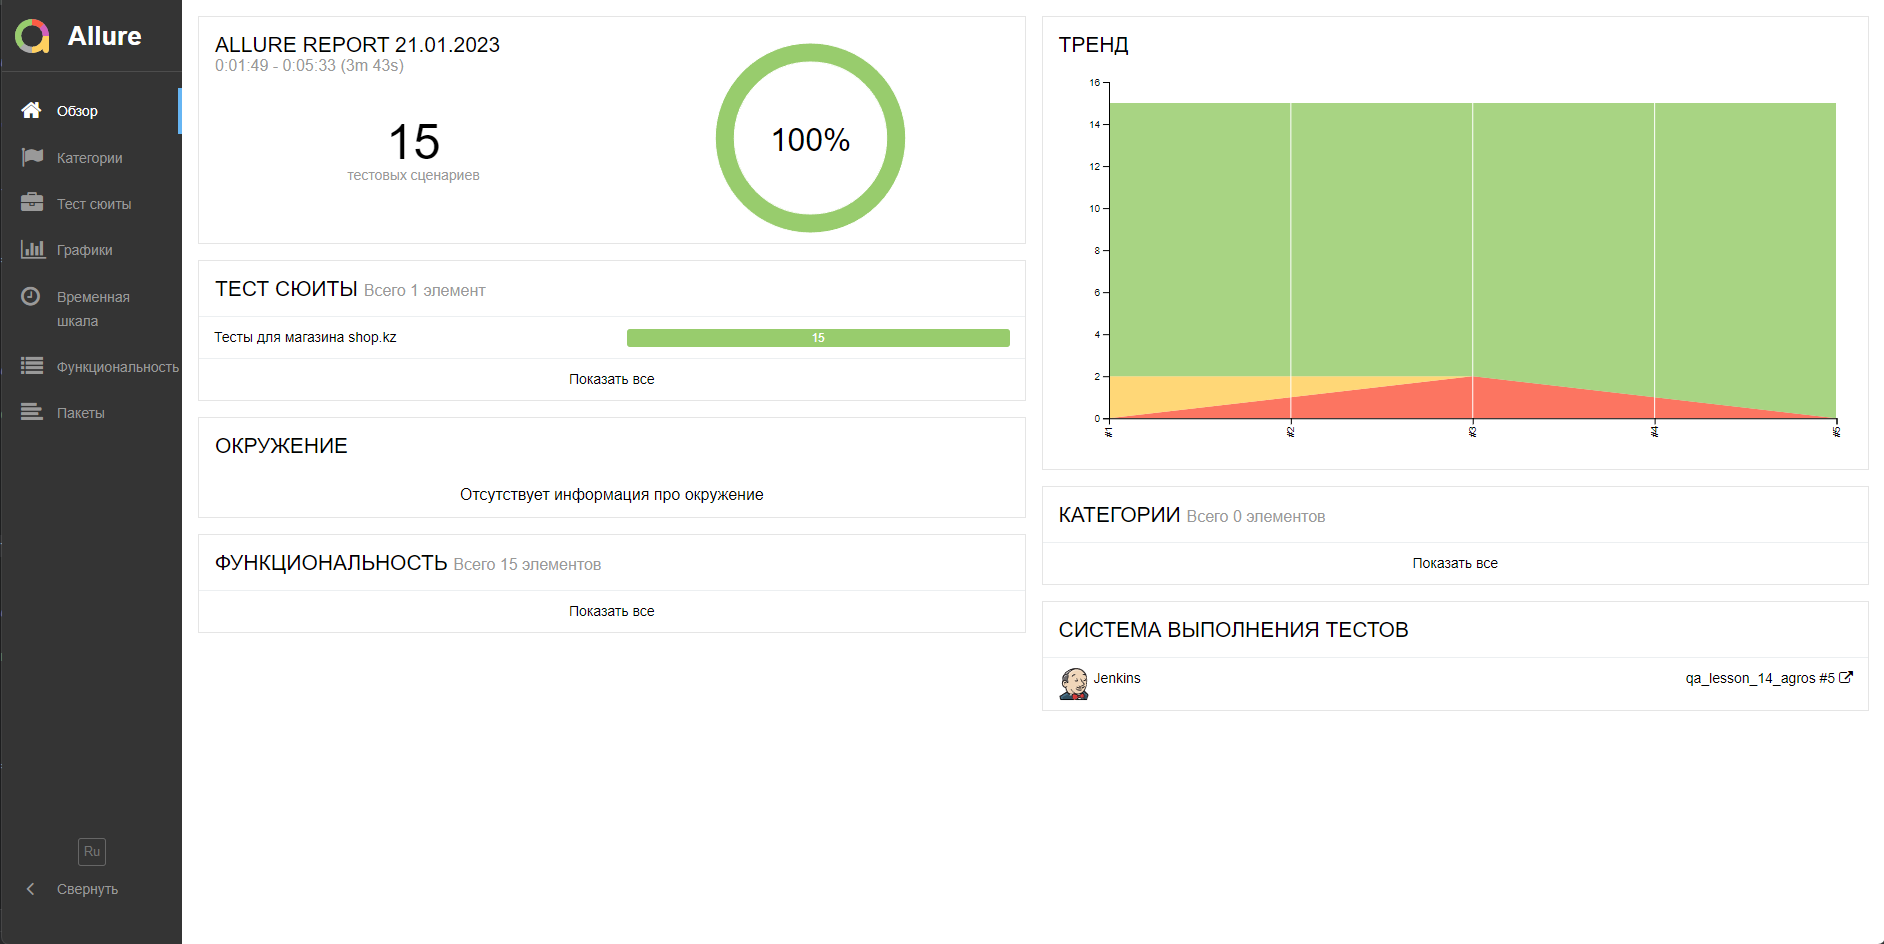 Allure
Обзор
Категории
Тест сюиты
Графики
Временная
шкала
Функциональность
Пакеты
Ru
Свернуть
ALLURE REPORT 21.01.2023
0:01:49 - 0:05:33 (3m 43s)
15
тестовых сценариев
100%
ТЕСТ СЮИТЫ Всего 1 элемент
Тесты для магазина shop.kz 15
Показать все
ОКРУЖЕНИЕ
Отсутствует информация про окружение
ФУНКЦИОНАЛЬНОСТЬ Всего 15 элементов
Показать все
ТРЕНД
16
14
12
10
8
6
4
2
0
#1 #2 #3 #4 #5
КАТЕГОРИИ Всего 0 элементов
Показать все
СИСТЕМА ВЫПОЛНЕНИЯ ТЕСТОВ
Jenkins qa_lesson_14_agros #5